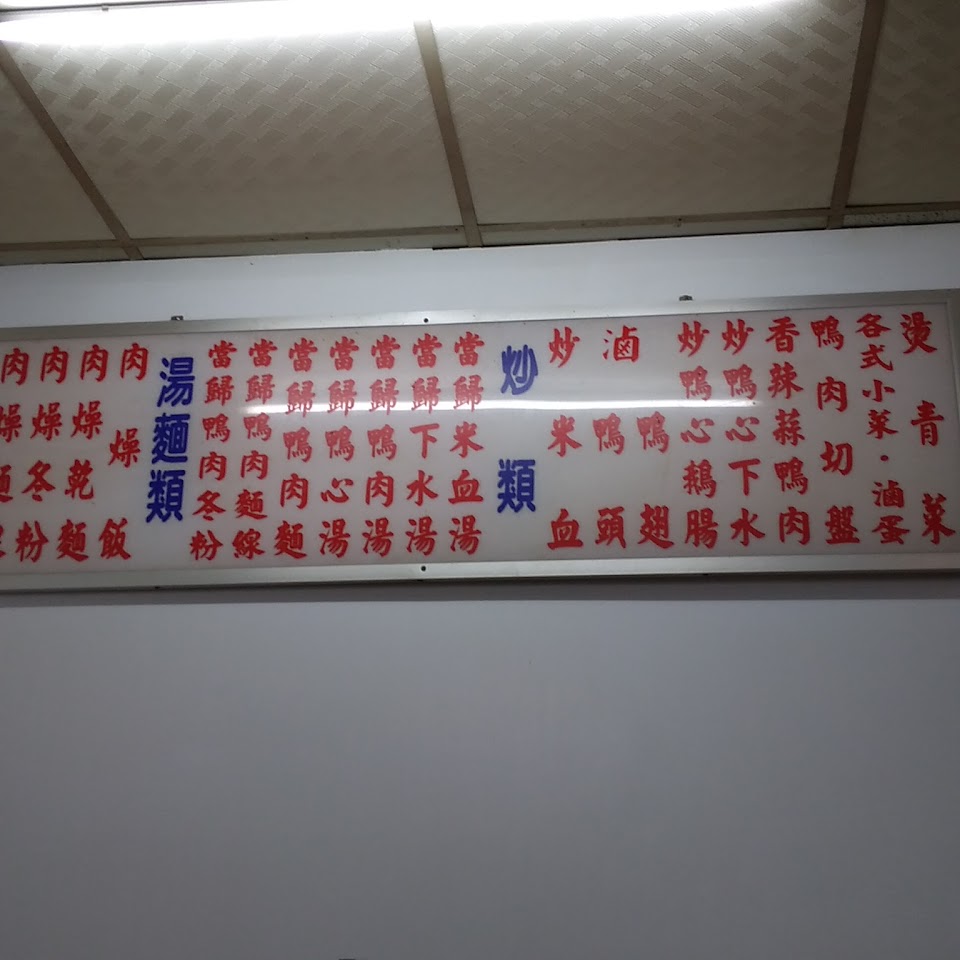 肉燥麵線
肉燥冬粉
肉燥乾麵
肉燥飯
湯麵類
當歸鴨肉冬粉
當歸鴨肉麵線
當歸鴨肉麵
當歸鴨心湯
當歸鴨肉湯
當歸下水湯
當歸米血湯
炒類
炒米血
滷
鴨頭
鴨翅
炒鴨心鵝腸
炒鴨心下水
香辣蒜鴨肉
鴨肉切盤
各式小菜·滷蛋
燙青菜